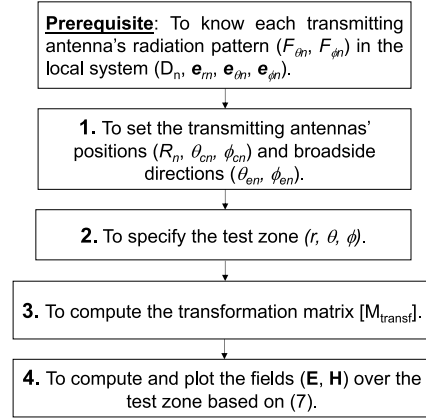 Prerequisite: To know each
transmitting
antenna's radiation pattern (Fθn, Fϕn) in the
local system (Dn, ern, eθn, eϕn).
1. To set the transmitting antennas'
positions (Rn, θcn, ϕcn) and broadside
directions (θen, ϕen).
2. To specify the test zone (r, θ, ϕ).
3. To compute the transformation matrix [Mtransf].
4. To compute and plot the fields (E, H) over the
test zone based on (7).